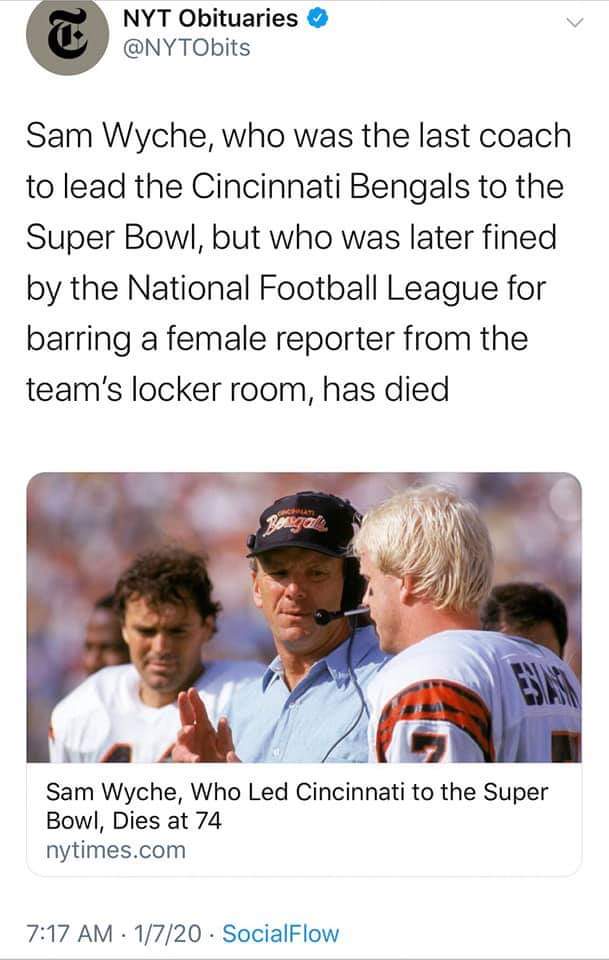 NYT Obituaries
@NYTObits
Sam Wyche, who was the last coach
to lead the Cincinnati Bengals to the
Super Bowl, but who was later fined
by the National Football League for
barring a female reporter from the
team’s locker room, has died
CINCINNATI
Bengals
ESIASON
7
Sam Wyche, Who Led Cincinnati to the Super
Bowl, Dies at 74
nytimes.com
7:17 AM · 1/7/20 · SocialFlow